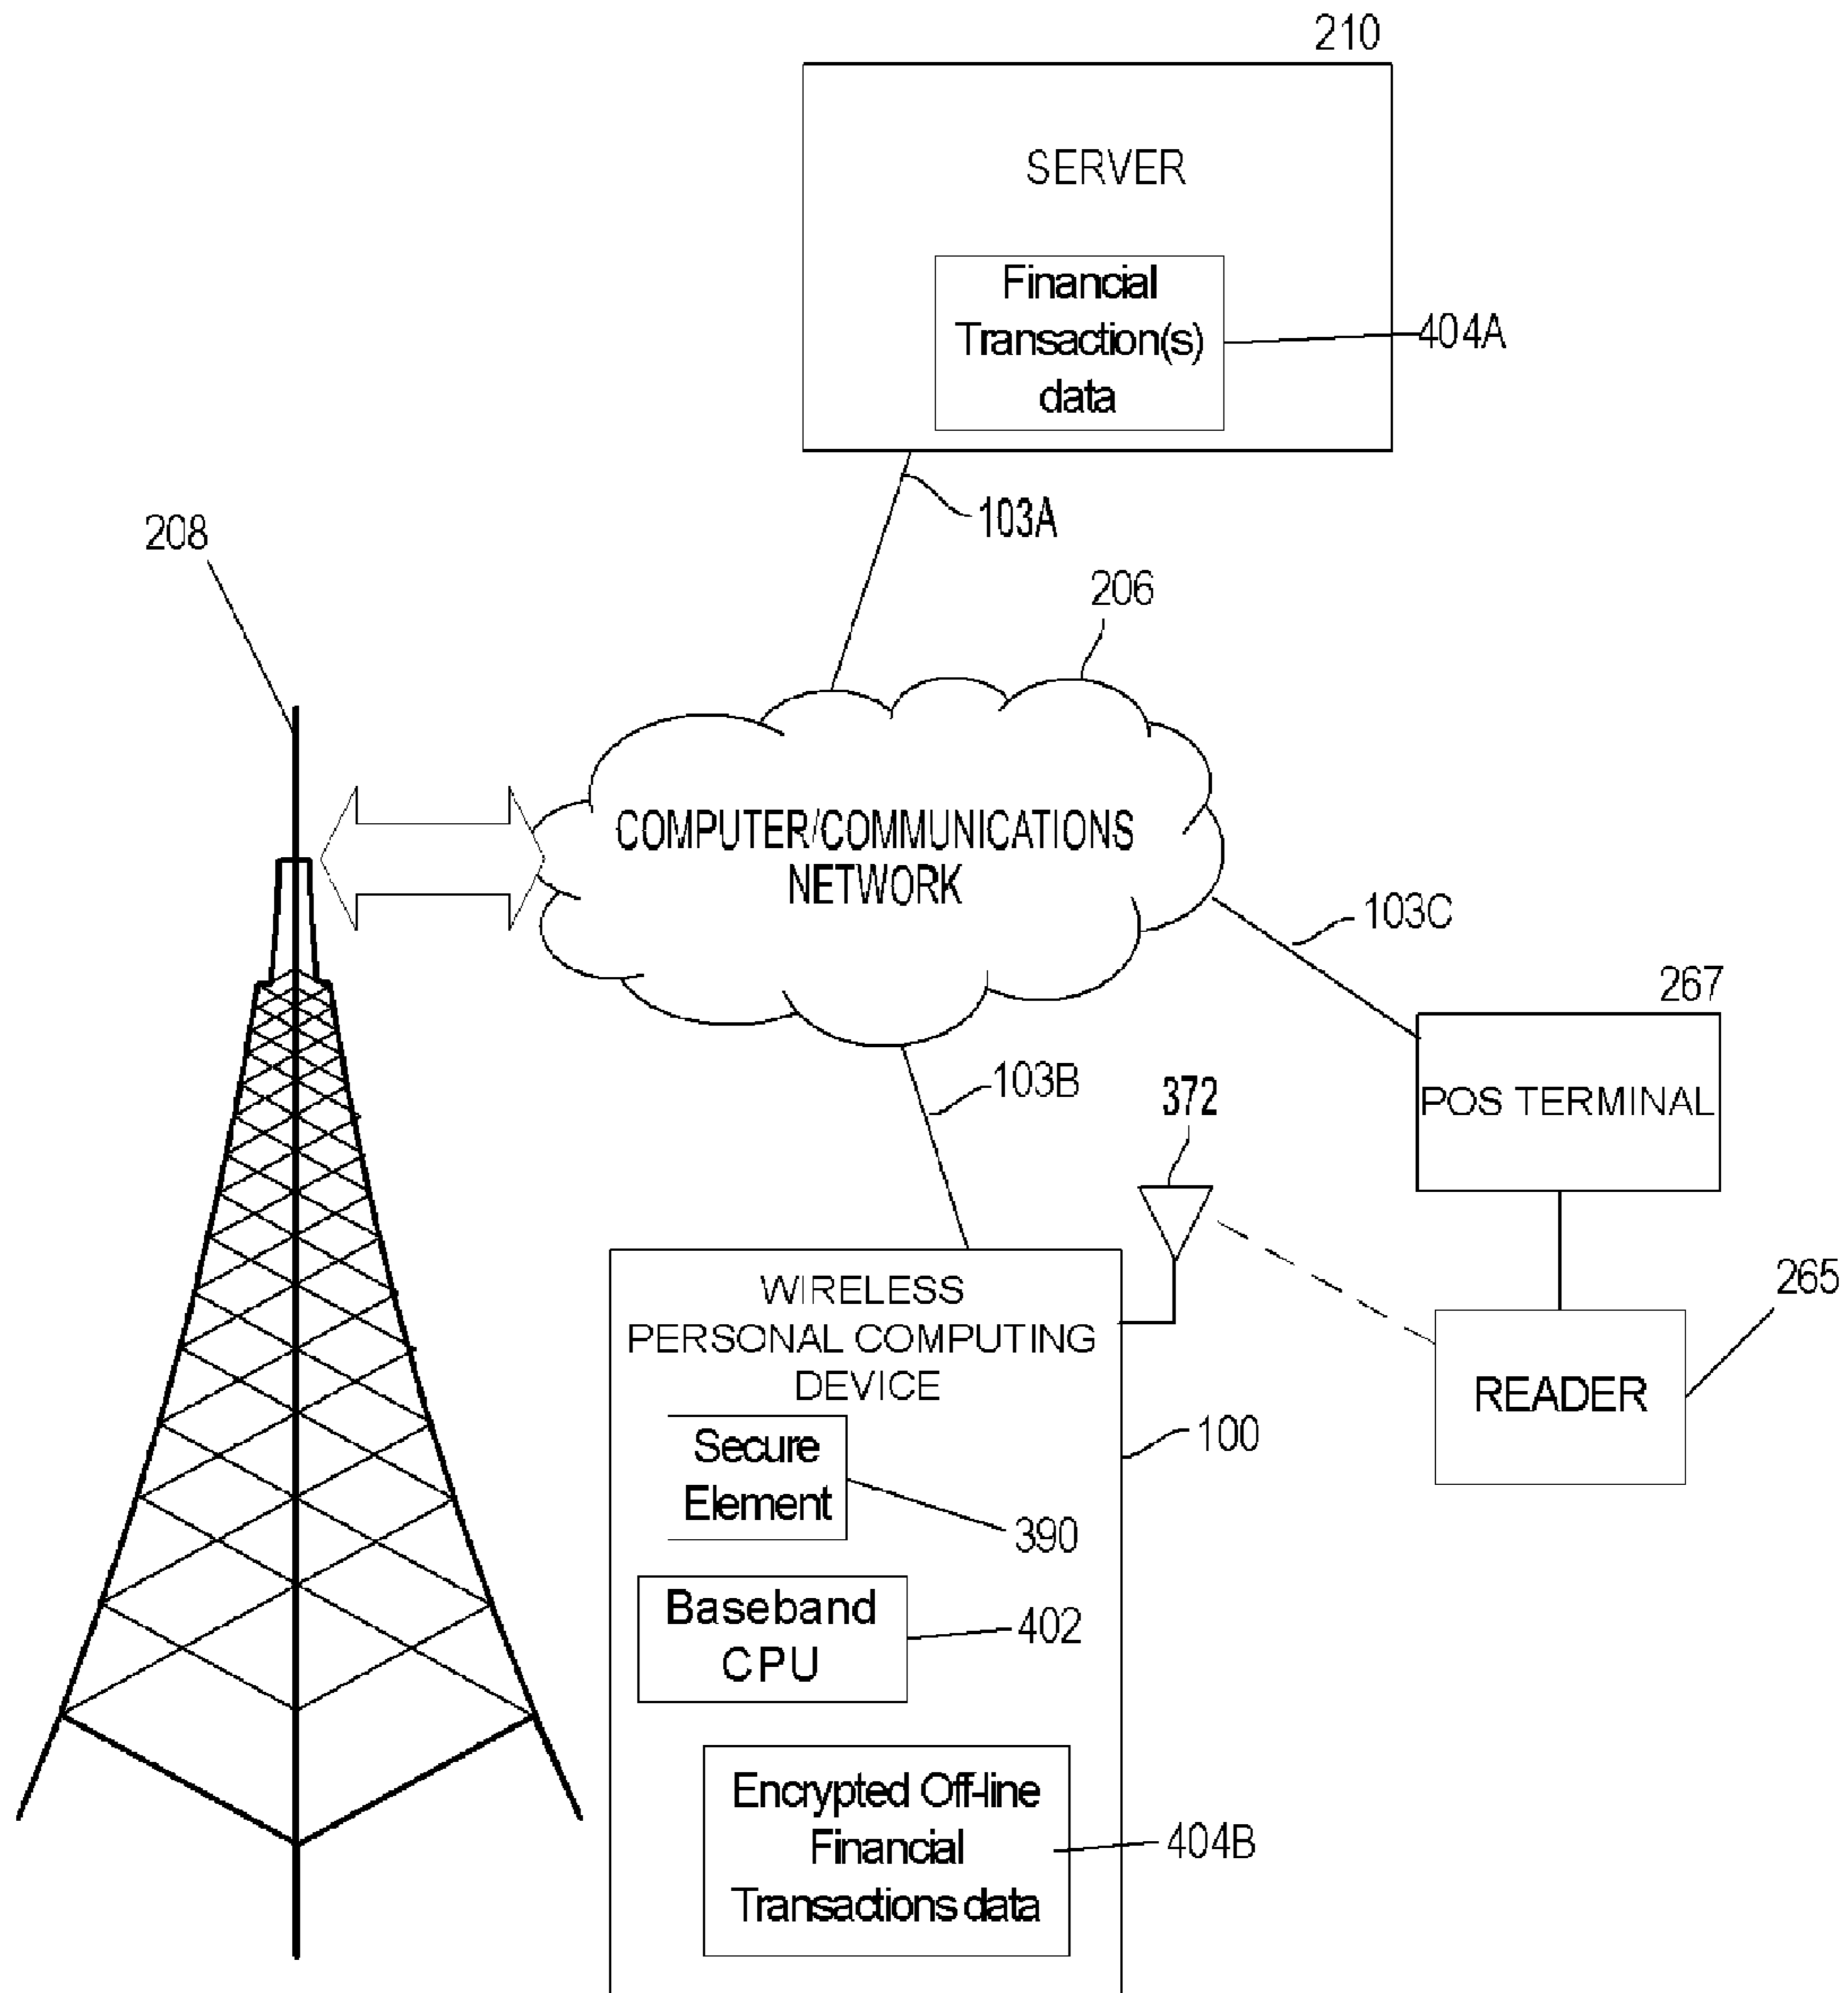 210
SERVER
Financial
Transaction(s)
data
404A
103A
208
206
COMPUTER/COMMUNICATIONS
NETWORK
103C
267
POS TERMINAL
103B
372
WIRELESS
PERSONAL COMPUTING
DEVICE
265
READER
100
Secure
Element
390
Baseband
CPU
402
Encrypted Off-line
Financial
Transactions data
404B